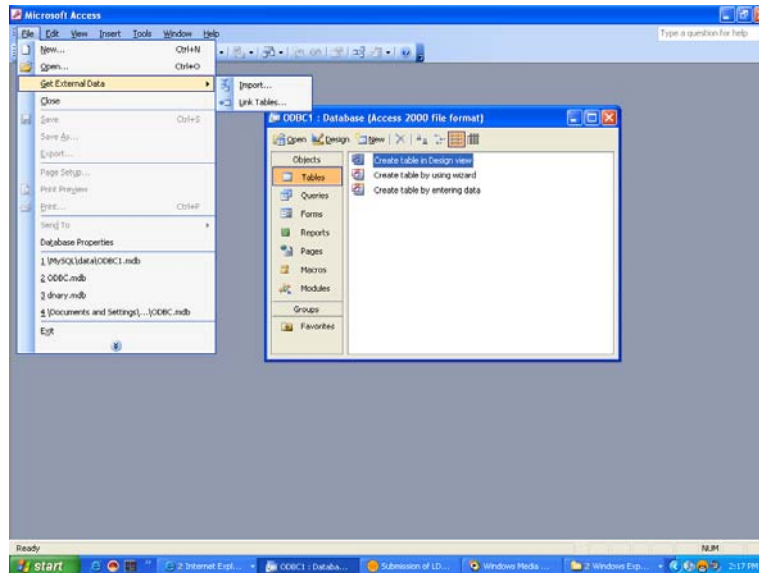 Microsoft Access
File Edit View Insert Tools Window Help
Type a question for help
New... Ctrl+N
Open... Ctrl+O
Get External Data
Import...
Link Tables...
Close
Save Ctrl+S
Save As...
Export...
Page Setup...
Print Preview
Print... Ctrl+P
Send To
Database Properties
1 \MySQL\data\ODBC1.mdb
2 ODBC.mdb
3 dnary.mdb
4 \Documents and Settings\...\ODBC.mdb
Exit
ODBC1 : Database (Access 2000 file format)
Open Design New
Objects
Tables
Queries
Forms
Reports
Pages
Macros
Modules
Groups
Favorites
Create table in Design view
Create table by using wizard
Create table by entering data
Ready
NUM
start
2 Internet Expl...
ODBC1 : Databa...
Submission of LD...
Windows Media ...
2 Windows Exp...
2:17 PM